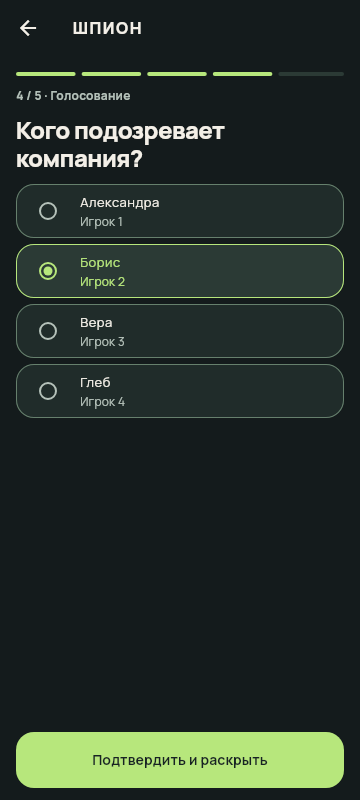 ШПИОН
4 / 5 · Голосование
Кого подозревает
компания?
Александра
Игрок 1
Борис
Игрок 2
Вера
Игрок 3
Глеб
Игрок 4
Подтвердить и раскрыть